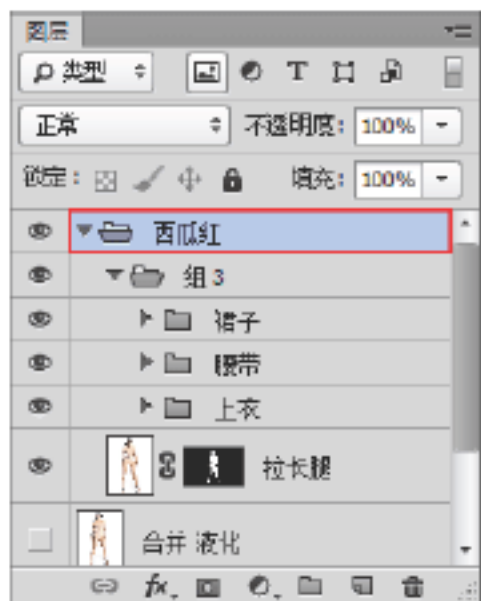 图层
类型
T
正常 不透明度: 100%
锁定: 填充: 100%
西瓜红
组 3
裙子
腰带
上衣
拉长腿
合并 液化
fx.